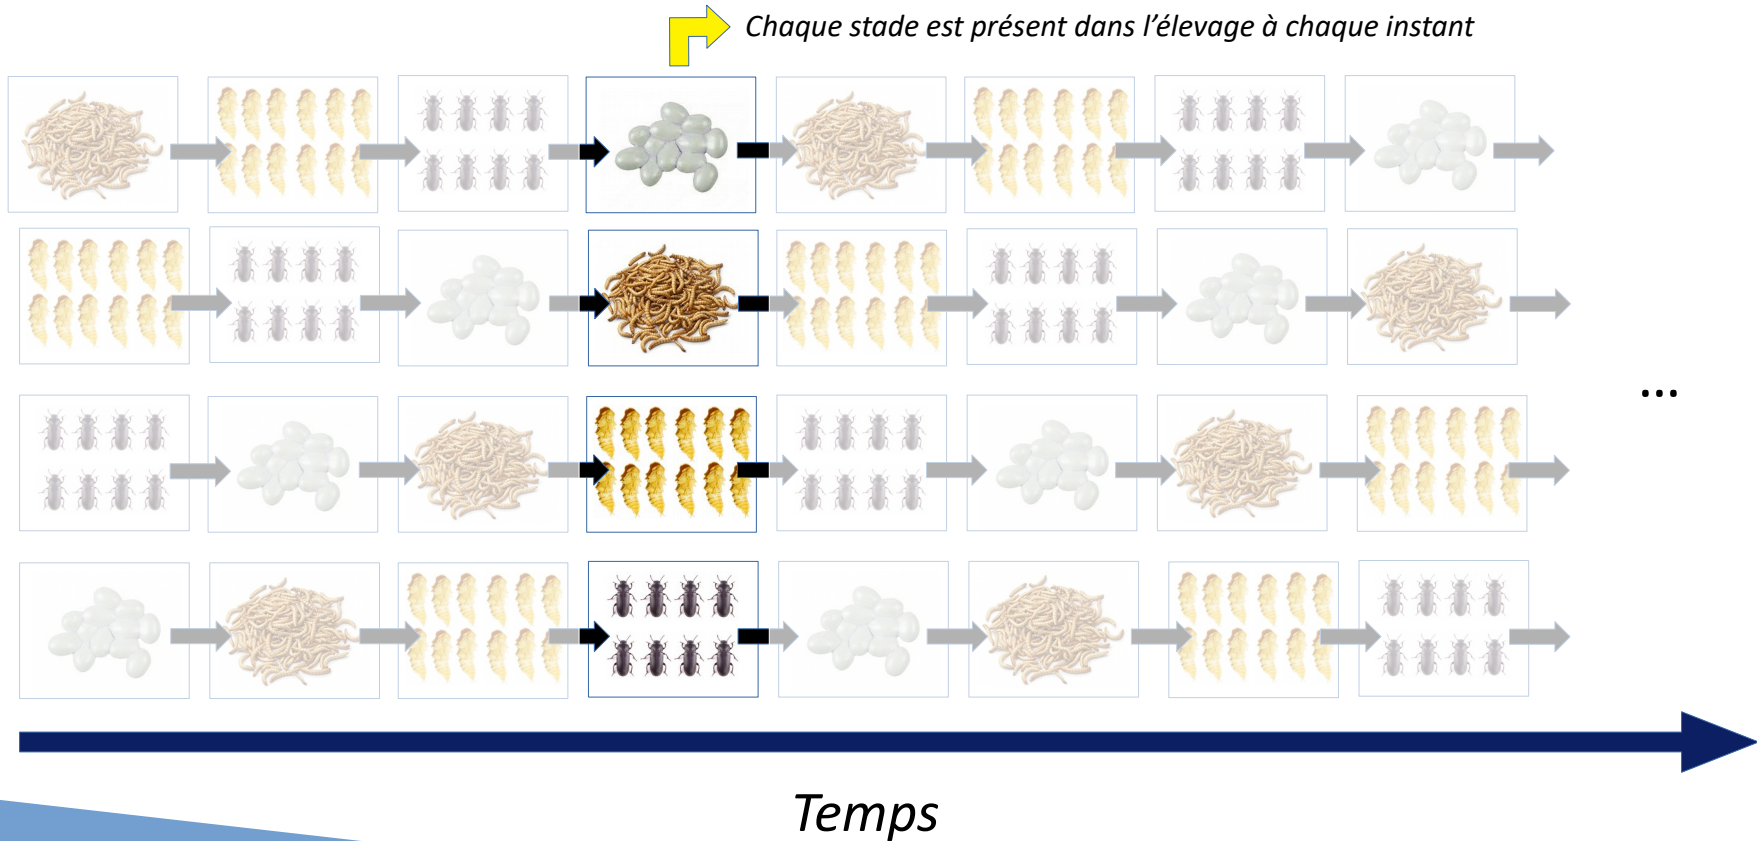 Chaque stade est présent dans l’élevage à chaque instant
...
Temps